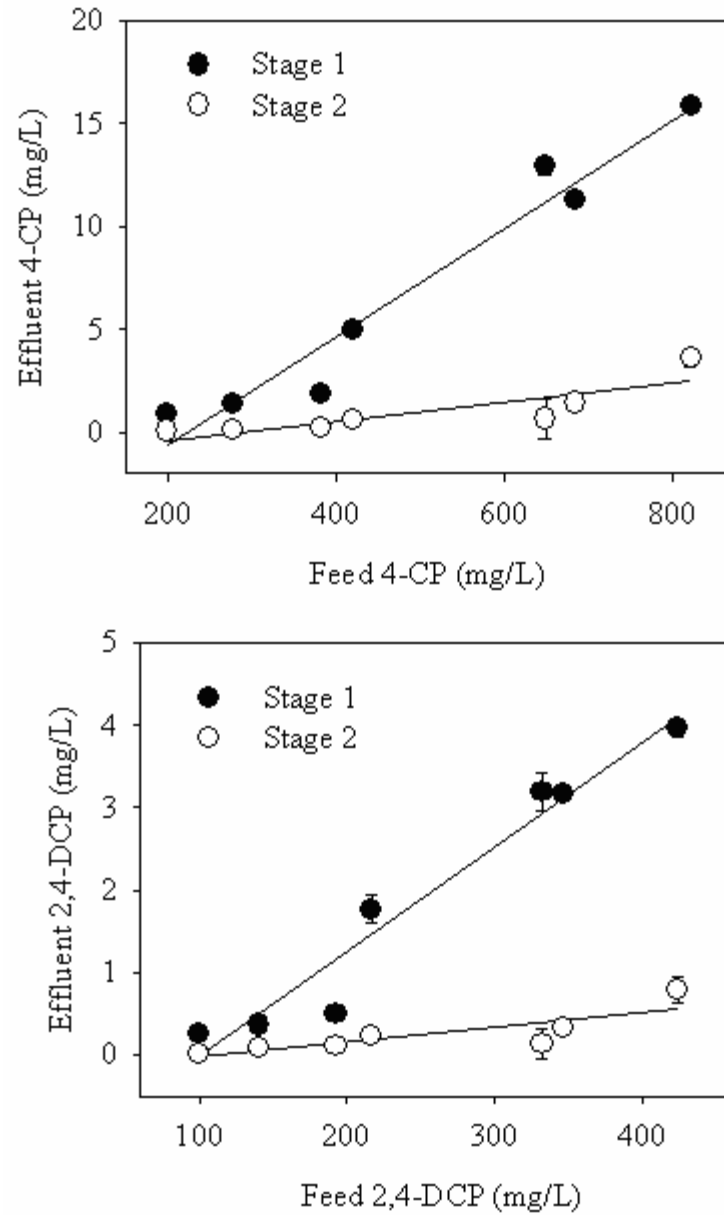 20
15
10
5
0
Effluent 4-CP (mg/L)
Stage 1
Stage 2
200 400 600 800
Feed 4-CP (mg/L)
5
4
3
2
1
0
Effluent 2,4-DCP (mg/L)
Stage 1
Stage 2
100 200 300 400
Feed 2,4-DCP (mg/L)